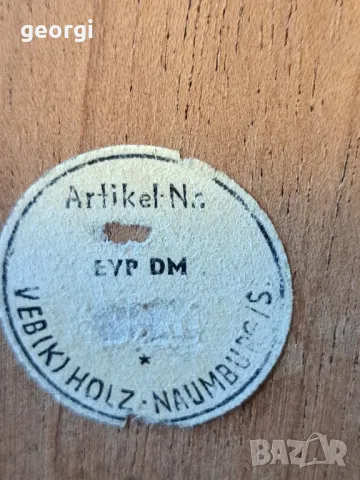 georgi
Artikel-Nr.
EVP DM
VEB(K) HOLZ·NAUMBURG/S.
BAZAR